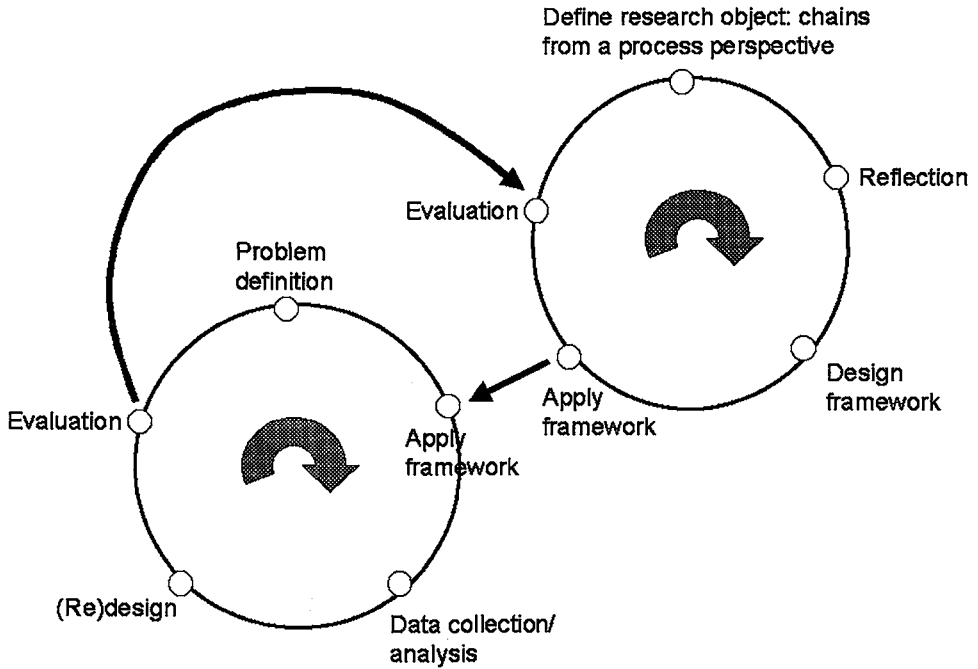 Define research object: chains
from a process perspective
Reflection
Evaluation
Problem
definition
Design
framework
Apply
framework
Evaluation
Apply
framework
(Re)design
Data collection/
analysis